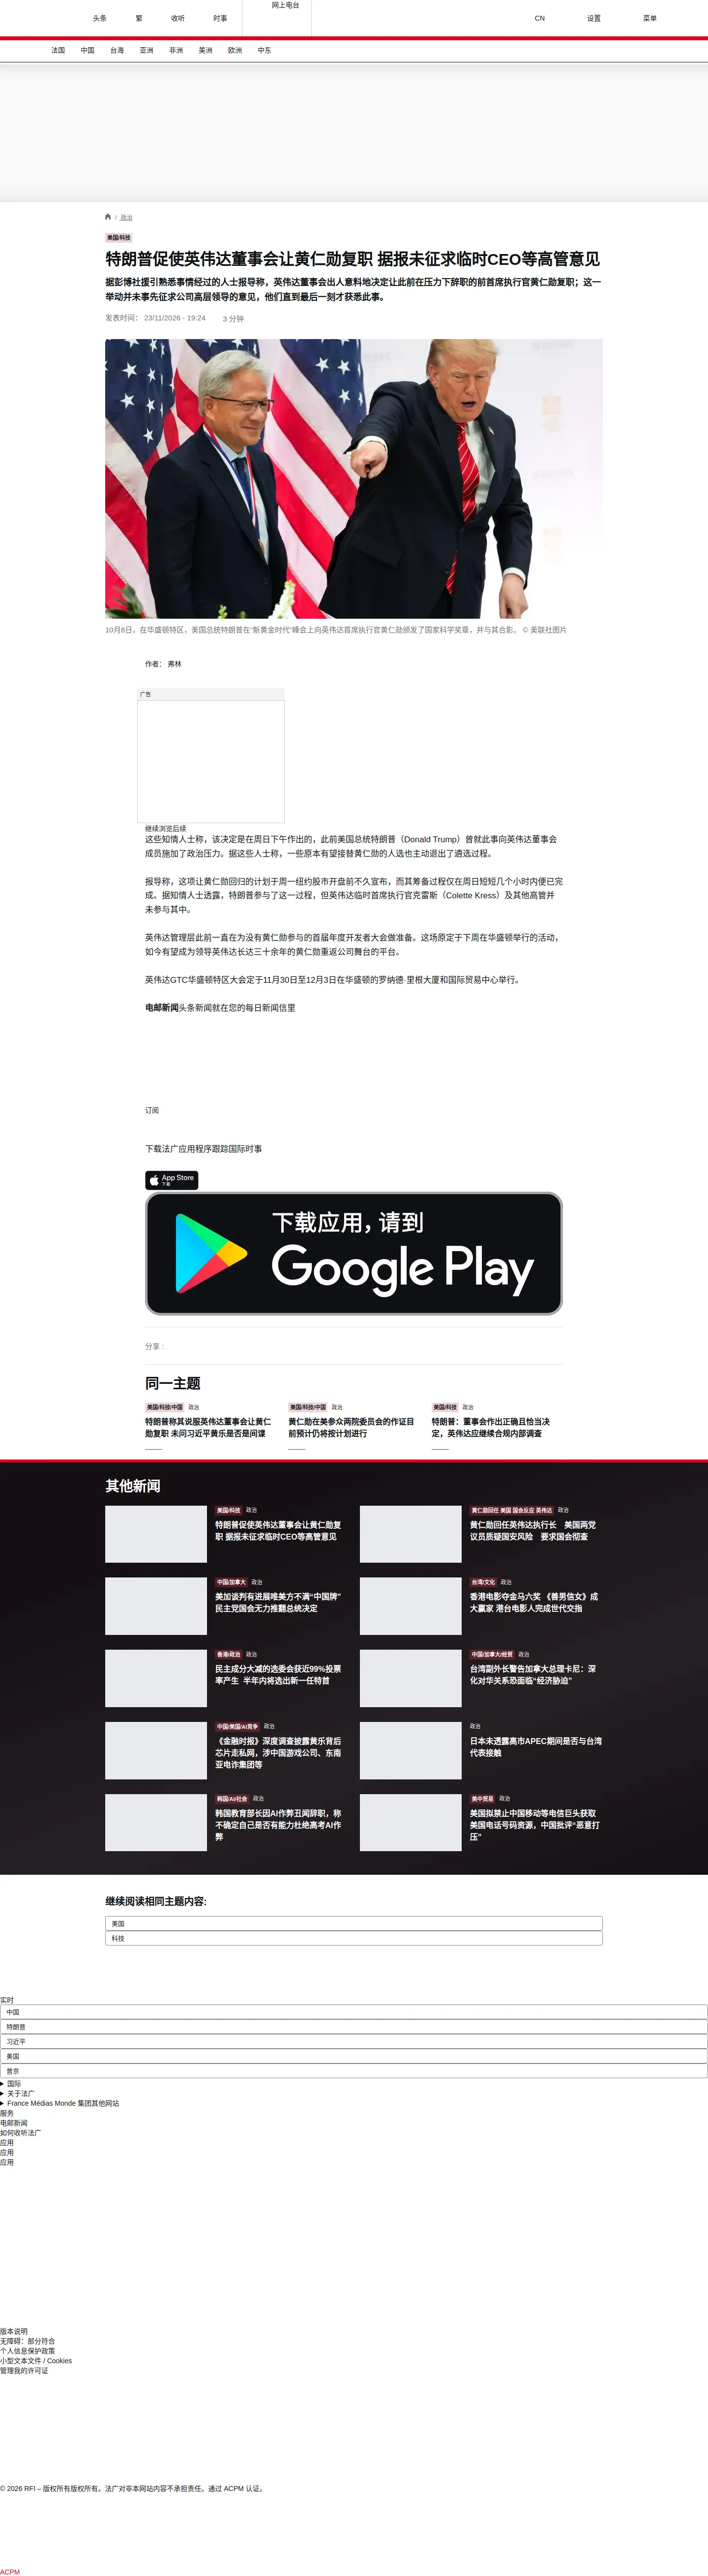 头条
繁
收听
时事
网上电台
CN
设置
菜单
法国
中国
台海
亚洲
非洲
美洲
欧洲
中东
/ 政治
美国/科技
特朗普促使英伟达董事会让黄仁勋复职 据报未征求临时CEO等高管意见
据彭博社援引熟悉事情经过的人士报导称，英伟达董事会出人意料地决定让此前在压力下辞职的前首席执行官黄仁勋复职；这一
举动并未事先征求公司高层领导的意见，他们直到最后一刻才获悉此事。
发表时间： 23/11/2026 - 19:24
3 分钟
10月8日，在华盛顿特区，美国总统特朗普在“新黄金时代”峰会上向英伟达首席执行官黄仁勋颁发了国家科学奖章，并与其合影。 © 美联社图片
作者： 弗林
广告
继续浏览后续
这些知情人士称，该决定是在周日下午作出的，此前美国总统特朗普（Donald Trump）曾就此事向英伟达董事会
成员施加了政治压力。据这些人士称，一些原本有望接替黄仁勋的人选也主动退出了遴选过程。
报导称，这项让黄仁勋回归的计划于周一纽约股市开盘前不久宣布，而其筹备过程仅在周日短短几个小时内便已完
成。据知情人士透露，特朗普参与了这一过程，但英伟达临时首席执行官克雷斯（Colette Kress）及其他高管并
未参与其中。
英伟达管理层此前一直在为没有黄仁勋参与的首届年度开发者大会做准备。这场原定于下周在华盛顿举行的活动，
如今有望成为领导英伟达长达三十余年的黄仁勋重返公司舞台的平台。
英伟达GTC华盛顿特区大会定于11月30日至12月3日在华盛顿的罗纳德·里根大厦和国际贸易中心举行。
电邮新闻头条新闻就在您的每日新闻信里
订阅
下载法广应用程序跟踪国际时事
App Store
下载
下载应用，请到
Google Play
分享 :
同一主题
美国/科技/中国 政治
特朗普称其说服英伟达董事会让黄仁
勋复职 未问习近平黄乐是否是间谍
美国/科技/中国 政治
黄仁勋在美参众两院委员会的作证目
前预计仍将按计划进行
美国/科技 政治
特朗普：董事会作出正确且恰当决
定，英伟达应继续合规内部调查
其他新闻
美国/科技 政治
特朗普促使英伟达董事会让黄仁勋复
职 据报未征求临时CEO等高管意见
黄仁勋回任 美国 国会反应 英伟达 政治
黄仁勋回任英伟达执行长　美国两党
议员质疑国安风险　要求国会彻查
中国/加拿大 政治
美加谈判有进展唯美方不满“中国牌”
民主党国会无力推翻总统决定
台湾/文化 政治
香港电影夺金马六奖 《善男信女》成
大赢家 港台电影人完成世代交指
香港/政治 政治
民主成分大减的选委会获近99%投票
率产生 半年内将选出新一任特首
中国/加拿大/经贸 政治
台湾副外长警告加拿大总理卡尼：深
化对华关系恐面临“经济胁迫”
中国/美国/AI竞争 政治
《金融时报》深度调查披露黄乐背后
芯片走私网，涉中国游戏公司、东南
亚电诈集团等
政治
日本未透露高市APEC期间是否与台湾
代表接触
韩国/AI/社会 政治
韩国教育部长因AI作弊丑闻辞职，称
不确定自己是否有能力杜绝高考AI作
弊
美中贸易 政治
美国拟禁止中国移动等电信巨头获取
美国电话号码资源，中国批评“恶意打
压”
继续阅读相同主题内容:
美国
科技
实时
中国
特朗普
习近平
美国
普京
国际
关于法广
France Médias Monde 集团其他网站
服务
电邮新闻
如何收听法广
应用
应用
应用
版本说明
无障碍：部分符合
个人信息保护政策
小型文本文件 / Cookies
管理我的许可证
© 2026 RFI – 版权所有版权所有。法广对非本网站内容不承担责任。通过 ACPM 认证。
ACPM